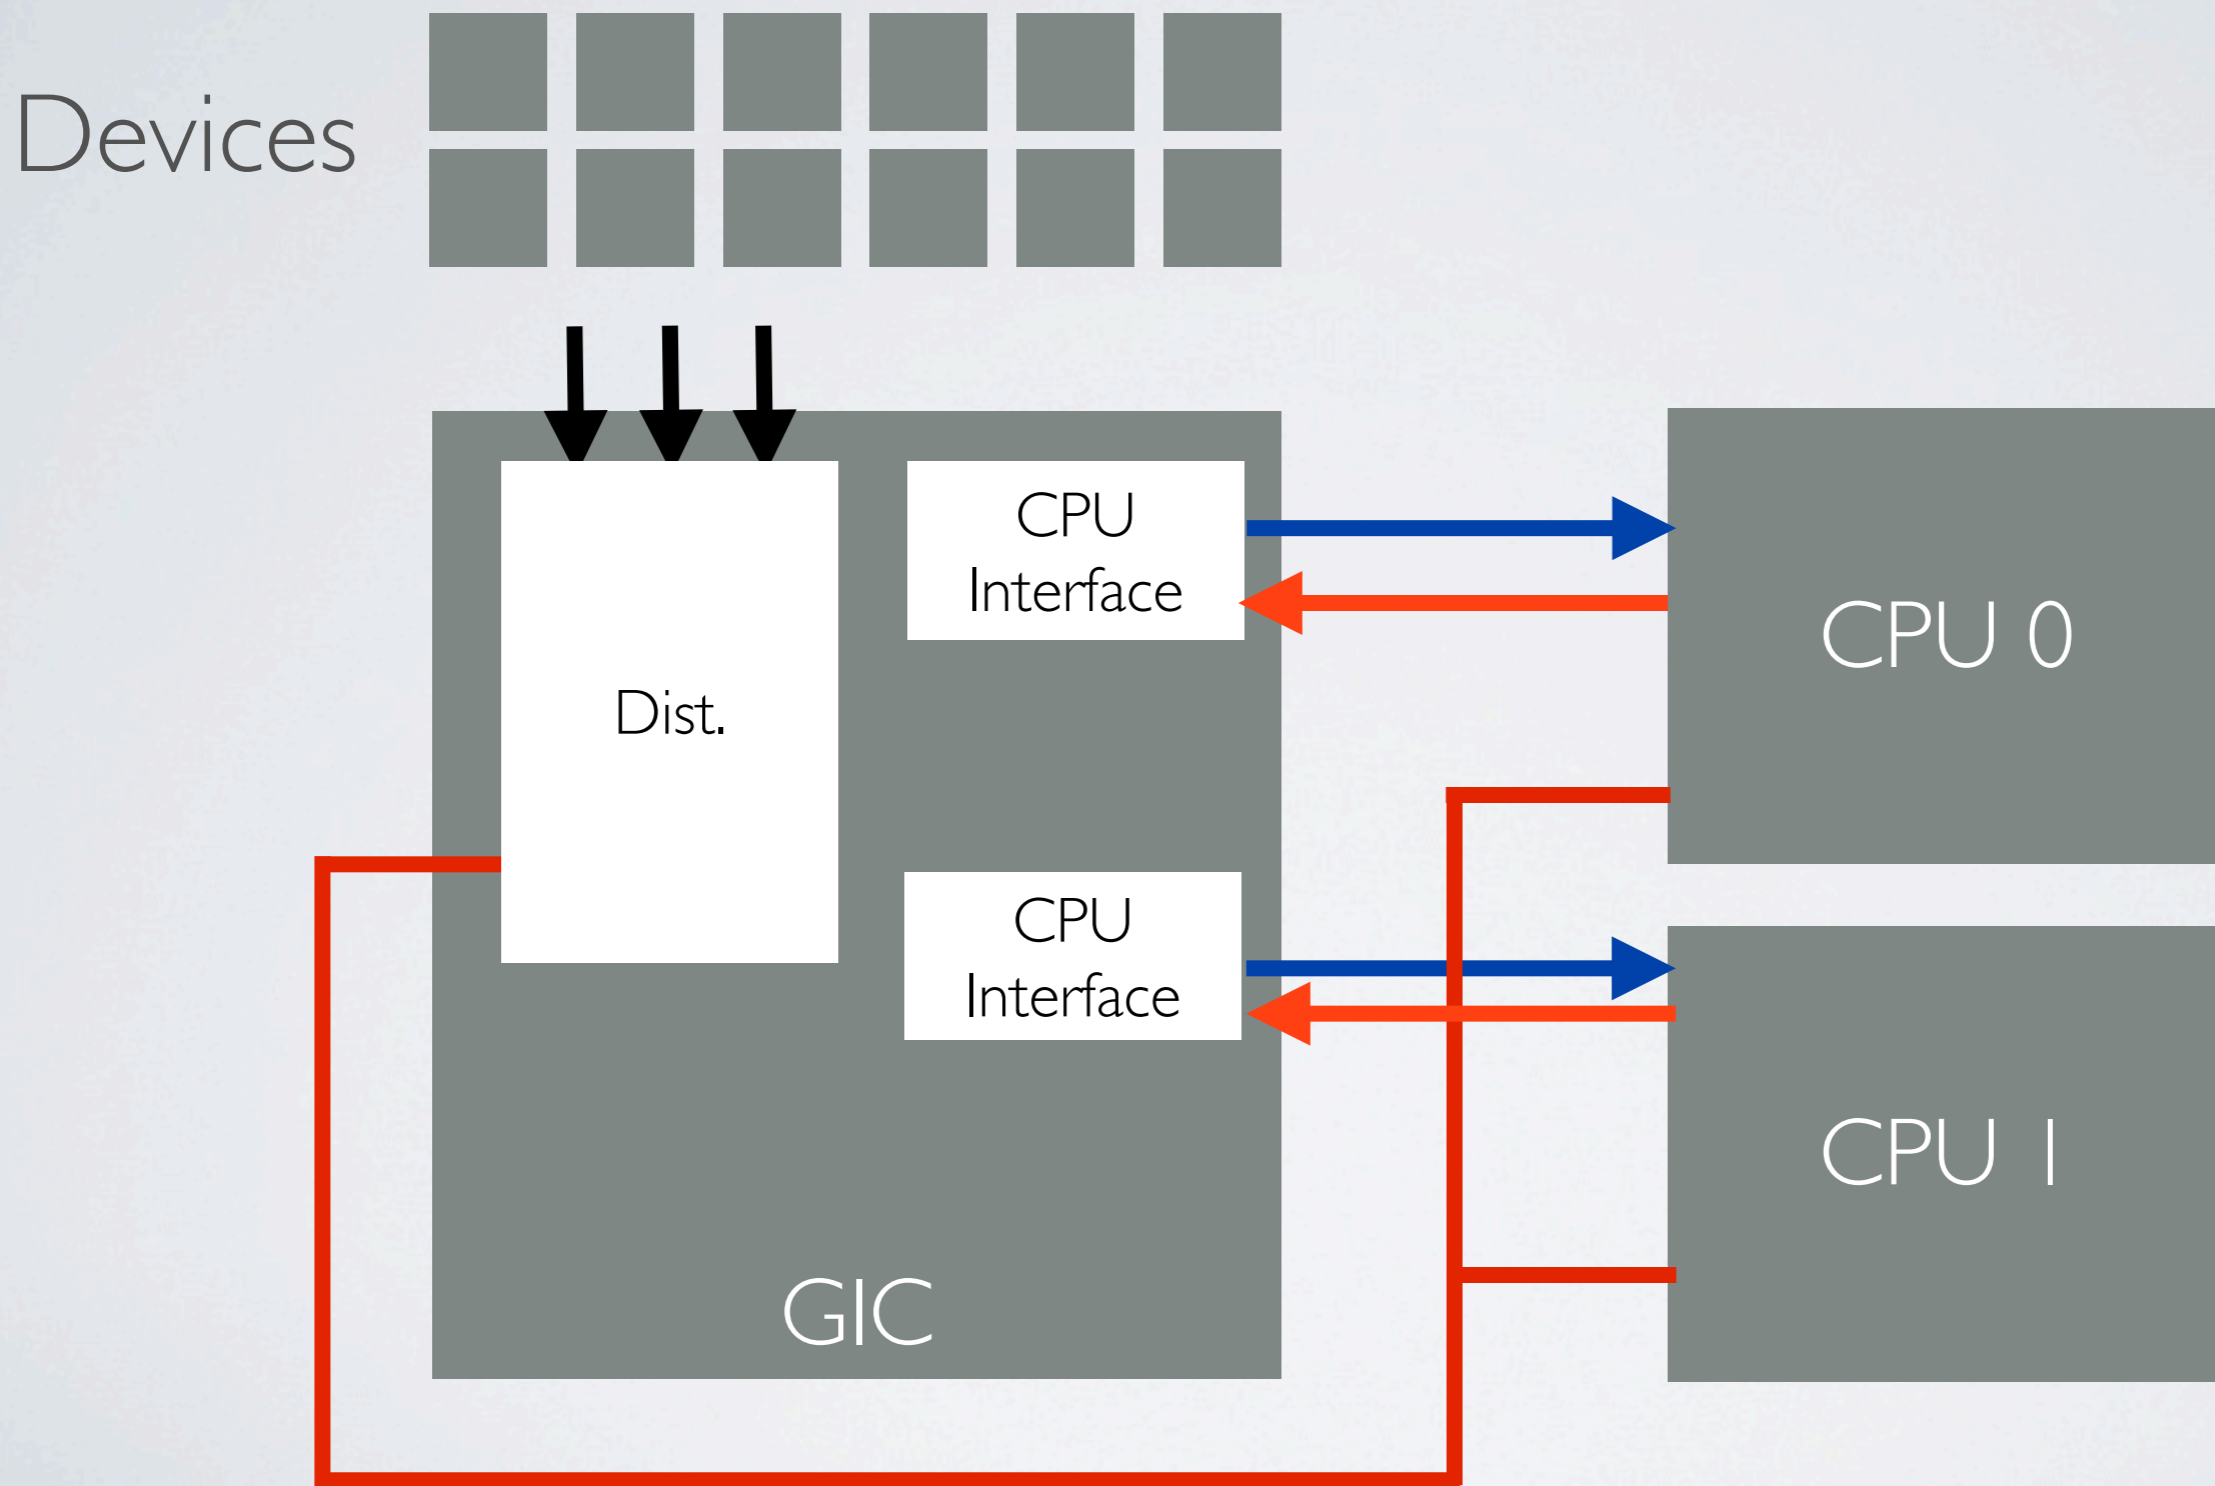 Devices
CPU
Interface
CPU 0
Dist.
CPU
Interface
CPU 1
GIC